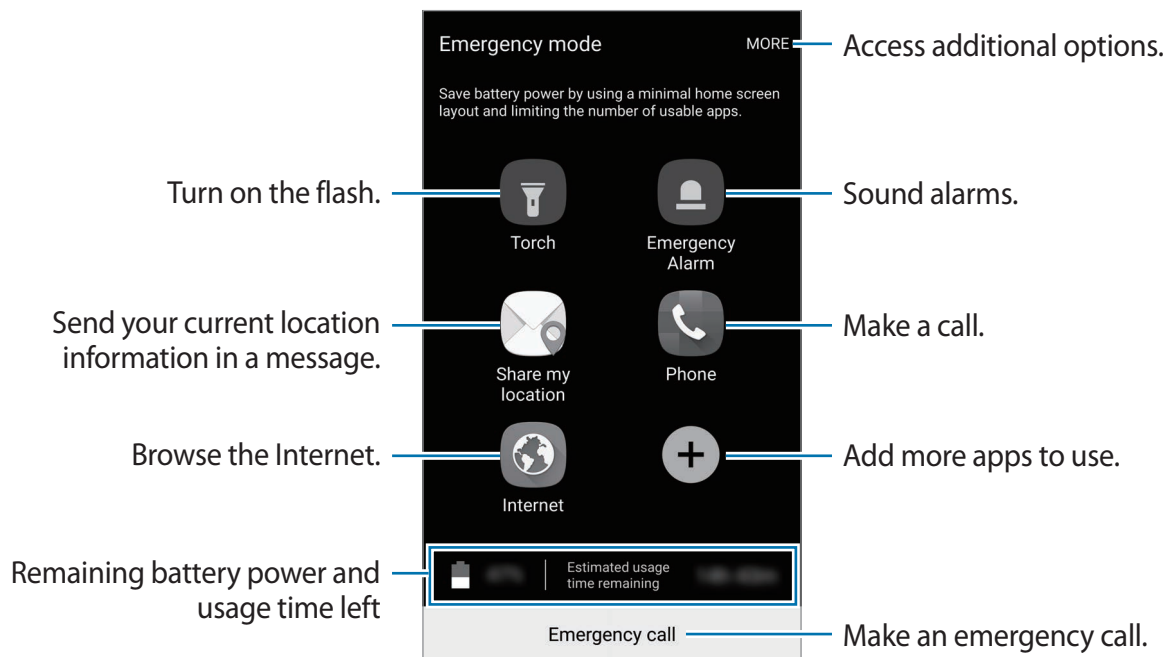 Emergency mode
MORE
Access additional options.
Save battery power by using a minimal home screen
layout and limiting the number of usable apps.
Turn on the flash.
Torch
Emergency
Alarm
Sound alarms.
Send your current location
information in a message.
Share my
location
Phone
Make a call.
Browse the Internet.
Internet
Add more apps to use.
Remaining battery power and
usage time left
Estimated usage
time remaining
Emergency call
Make an emergency call.